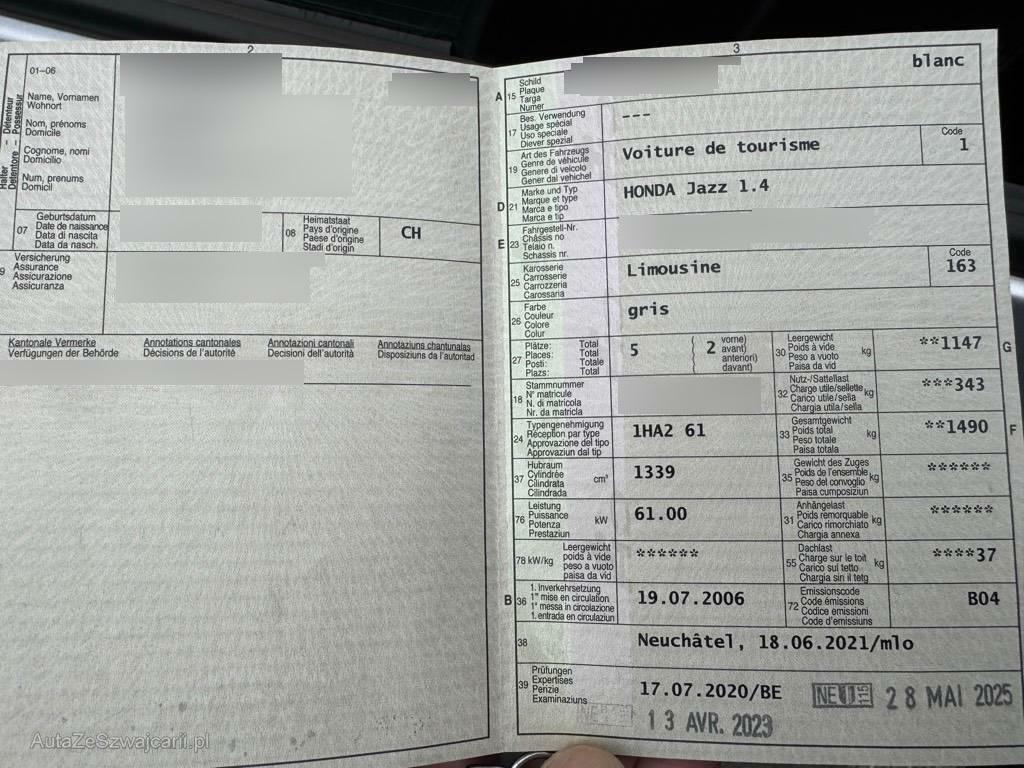 2
Halter – Détenteur
Detentore – Possessur
01–06
Name, Vornamen
Wohnort
Nom, prénoms
Domicile
Cognome, nomi
Domicilio
Num, prenums
Domicil
07
Geburtsdatum
Date de naissance
Data di nascita
Data da nasch.
08
Heimatstaat
Pays d'origine
Paese d'origine
Stadi d'origin
CH
9
Versicherung
Assurance
Assicurazione
Assicuranza
Kantonale Vermerke
Verfügungen der Behörde
Annotations cantonales
Décisions de l'autorité
Annotazioni cantonali
Decisioni dell'autorità
Annotaziuns chantunalas
Disposiziuns da l'autoritad
3
A 15
Schild
Plaque
Targa
Numer
blanc
17
Bes. Verwendung
Usage spécial
Uso speciale
Diever spezial
---
19
Art des Fahrzeugs
Genre de véhicule
Genere di veicolo
Gener dal vehichel
Voiture de tourisme
Code
1
D 21
Marke und Typ
Marque et type
Marca e tipo
Marca e tip
HONDA Jazz 1.4
E 23
Fahrgestell-Nr.
Châssis no
Telaio n.
Schassis nr.
25
Karosserie
Carrosserie
Carrozzeria
Carossaria
Limousine
Code
163
26
Farbe
Couleur
Colore
Colur
gris
27
Plätze: Total
Places: Total
Posti: Totale
Plazs: Total
5
2
vorne)
avant)
anteriori)
davant)
30
Leergewicht
Poids à vide
Peso a vuoto
Paisa da vid
kg
**1147
G
18
Stammnummer
N° matricule
N. di matricola
Nr. da matricla
32
Nutz-/Sattellast
Charge utile/sellette
Carico utile/sella
Chargia utila/sella
kg
***343
24
Typengenehmigung
Réception par type
Approvazione del tipo
Approvaziun dal tip
1HA2 61
33
Gesamtgewicht
Poids total
Peso totale
Paisa totala
kg
**1490
F
37
Hubraum
Cylindrée
Cilindrata
Cilindrada
cm³
1339
35
Gewicht des Zuges
Poids de l'ensemble
Peso del convoglio
Paisa cumposiziun
kg
******
76
Leistung
Puissance
Potenza
Prestaziun
kW
61.00
31
Anhängelast
Poids remorquable
Carico rimorchiato
Chargia annexa
kg
******
78 kW/kg
Leergewicht
poids à vide
peso a vuoto
paisa da vid
******
55
Dachlast
Charge sur le toit
Carico sul tetto
Chargia sin il tetg
kg
****37
B 36
1. Inverkehrsetzung
1re mise en circulation
1a messa in circolazione
1. entrada en circulaziun
19.07.2006
72
Emissionscode
Code émissions
Codice emissioni
Code d'emissiuns
B04
38
Neuchâtel, 18.06.2021/mlo
39
Prüfungen
Expertises
Perizie
Examinaziuns
17.07.2020/BE
NEU 115
28 MAI 2025
13 AVR. 2023
AutaZeSzwajcarii.pl